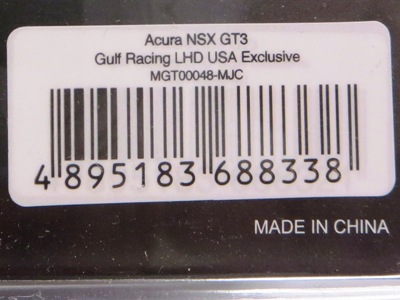 Acura NSX GT3
Gulf Racing LHD USA Exclusive
MGT00048-MJC
4 895183 688338
MADE IN CHINA